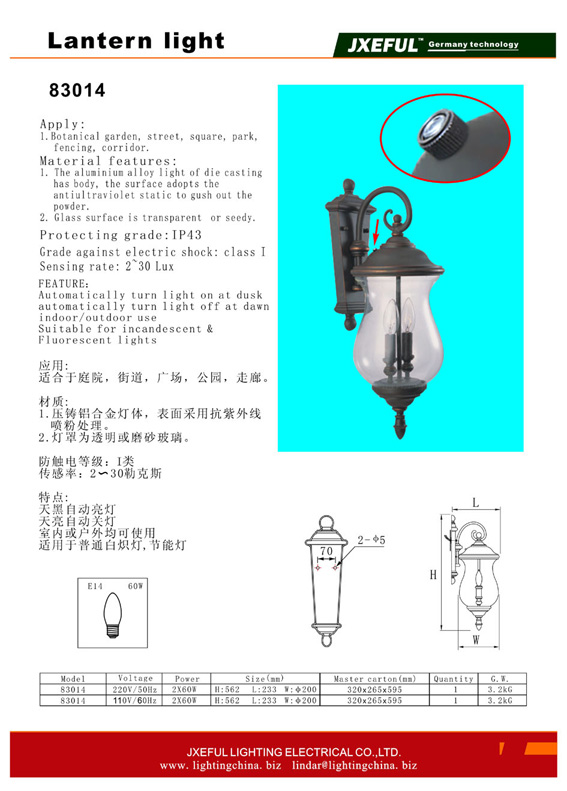 Lantern light
JXEFUL™ Germany technology
83014
Apply:
1. Botanical garden, street, square, park,
fencing, corridor.
Material features:
1. The aluminium alloy light of die casting
has body, the surface adopts the
antiultraviolet static to gush out the
powder.
2. Glass surface is transparent or seedy.
Protecting grade:IP43
Grade against electric shock: class I
Sensing rate: 2~30 Lux
FEATURE:
Automatically turn light on at dusk
automatically turn light off at dawn
indoor/outdoor use
Suitable for incandescent &
Fluorescent lights
应用:
适合于庭院，街道，广场，公园，走廊。
材质:
1.压铸铝合金灯体，表面采用抗紫外线
喷粉处理。
2.灯罩为透明或磨砂玻璃。
防触电等级：I类
传感率：2～30勒克斯
特点:
天黑自动亮灯
天亮自动关灯
室内或户外均可使用
适用于普通白炽灯,节能灯
E14 60W
70
2-Φ5
L
H
W
Model Voltage Power Size(mm) Master carton(mm) Quantity G.W.
83014 220V/50Hz 2X60W H:562 L:233 W:Φ200 320x265x595 1 3.2kG
83014 110V/60Hz 2X60W H:562 L:233 W:Φ200 320x265x595 1 3.2kG
JXEFUL LIGHTING ELECTRICAL CO.,LTD.
www. lightingchina. biz lindar@lightingchina. biz